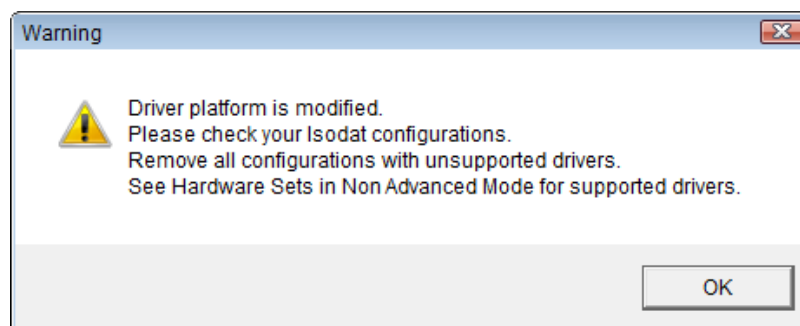 Warning
Driver platform is modified.
Please check your Isodat configurations.
Remove all configurations with unsupported drivers.
See Hardware Sets in Non Advanced Mode for supported drivers.
OK